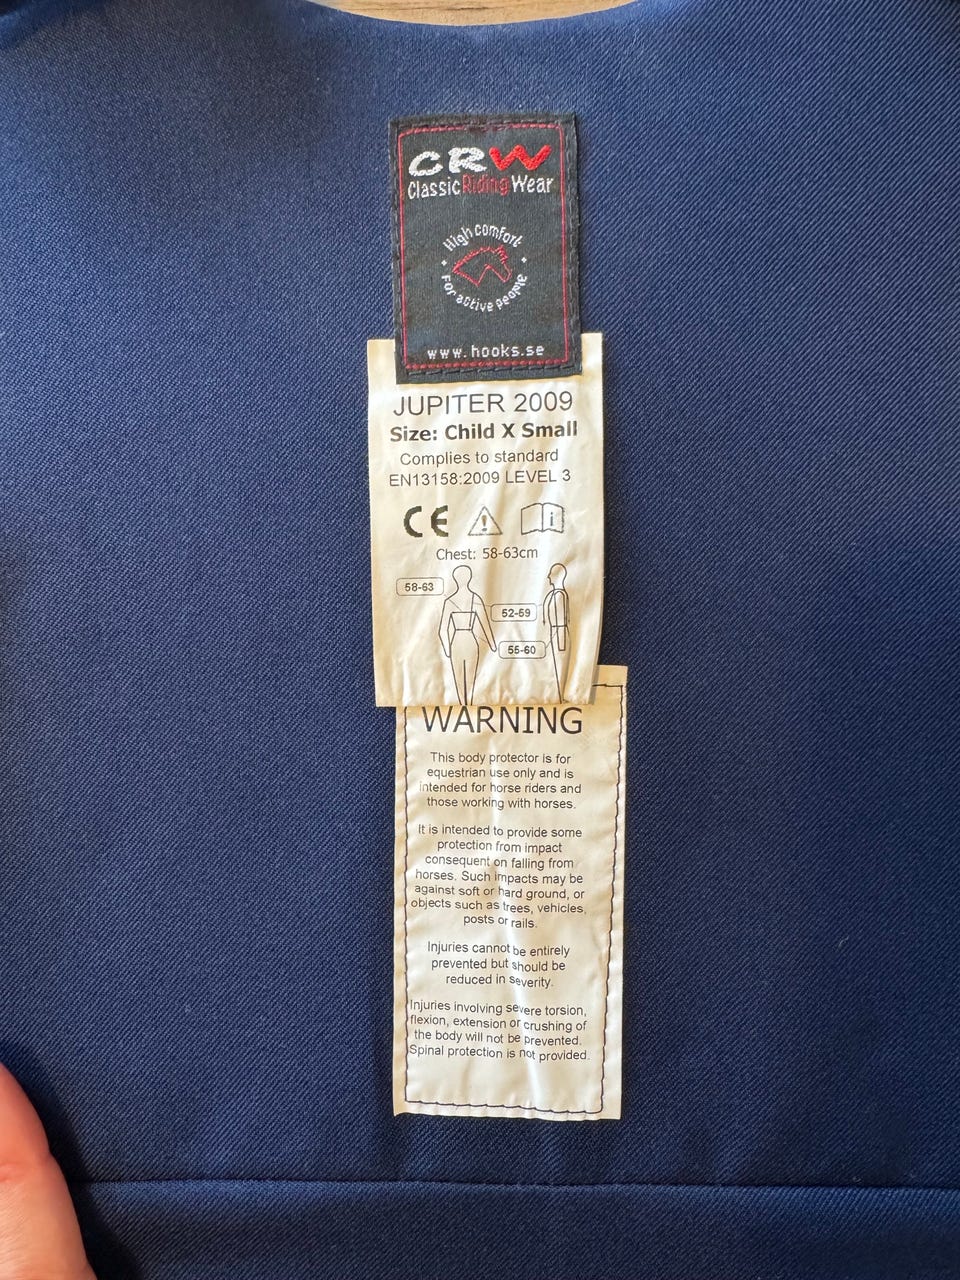 CRW
Classic Riding Wear
High comfort
For active people
www.hooks.se
JUPITER 2009
Size: Child X Small
Complies to standard
EN13158:2009 LEVEL 3
CE
Chest: 58-63cm
58-63
52-59
55-60
WARNING
This body protector is for
equestrian use only and is
intended for horse riders and
those working with horses.
It is intended to provide some
protection from impact
consequent on falling from
horses. Such impacts may be
against soft or hard ground, or
objects such as trees, vehicles,
posts or rails.
Injuries cannot be entirely
prevented but should be
reduced in severity.
Injuries involving severe torsion,
flexion, extension or crushing of
the body will not be prevented.
Spinal protection is not provided.